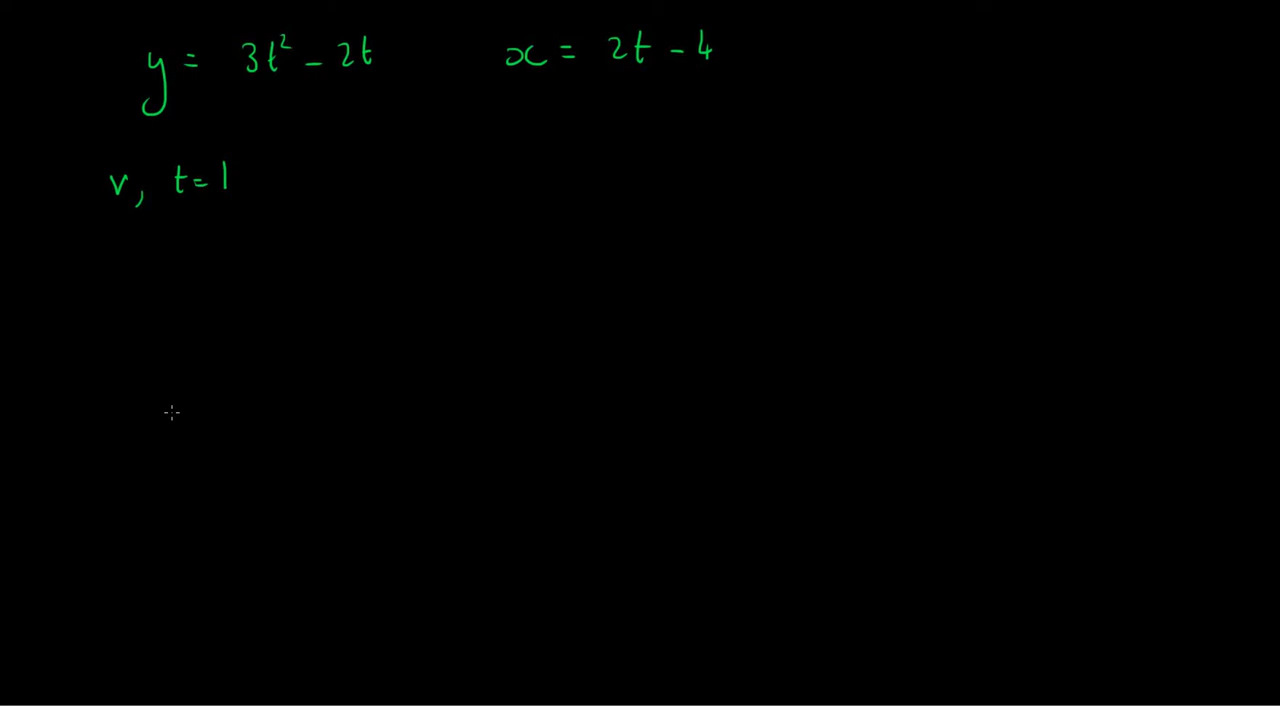 y = 3t² - 2t x = 2t - 4
v, t = 1